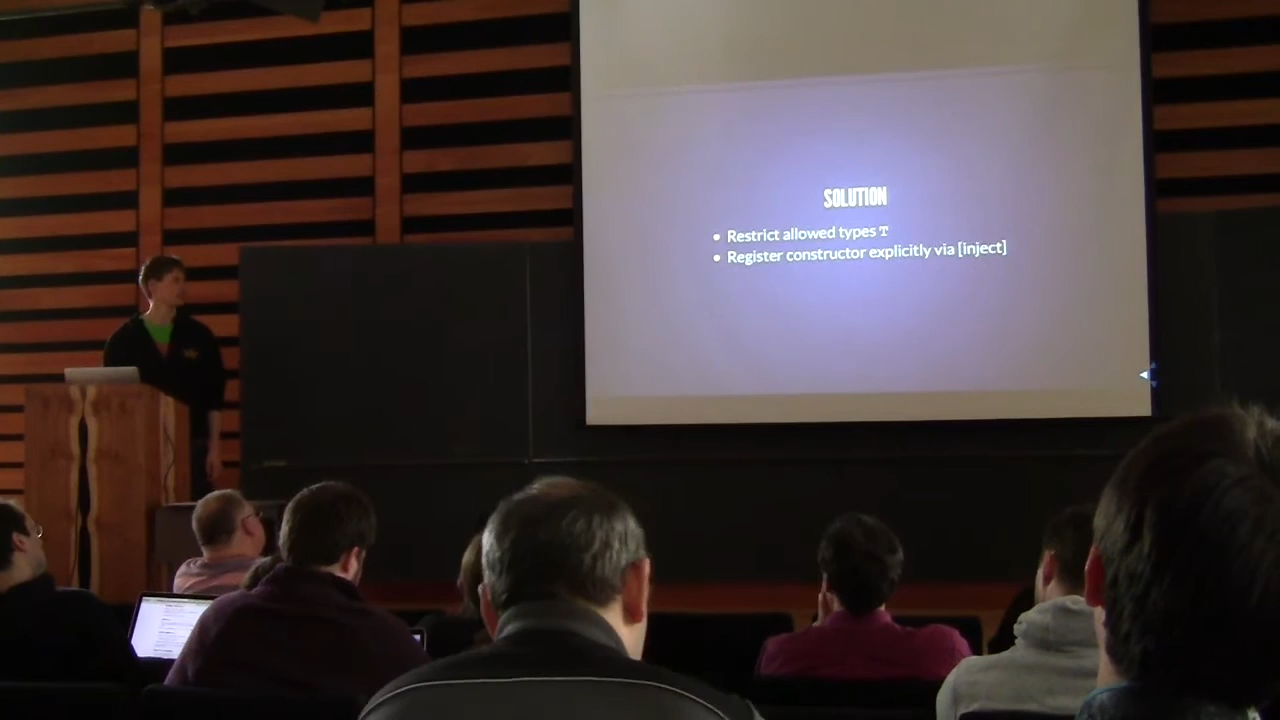 SOLUTION
Restrict allowed types T
Register constructor explicitly via [inject]